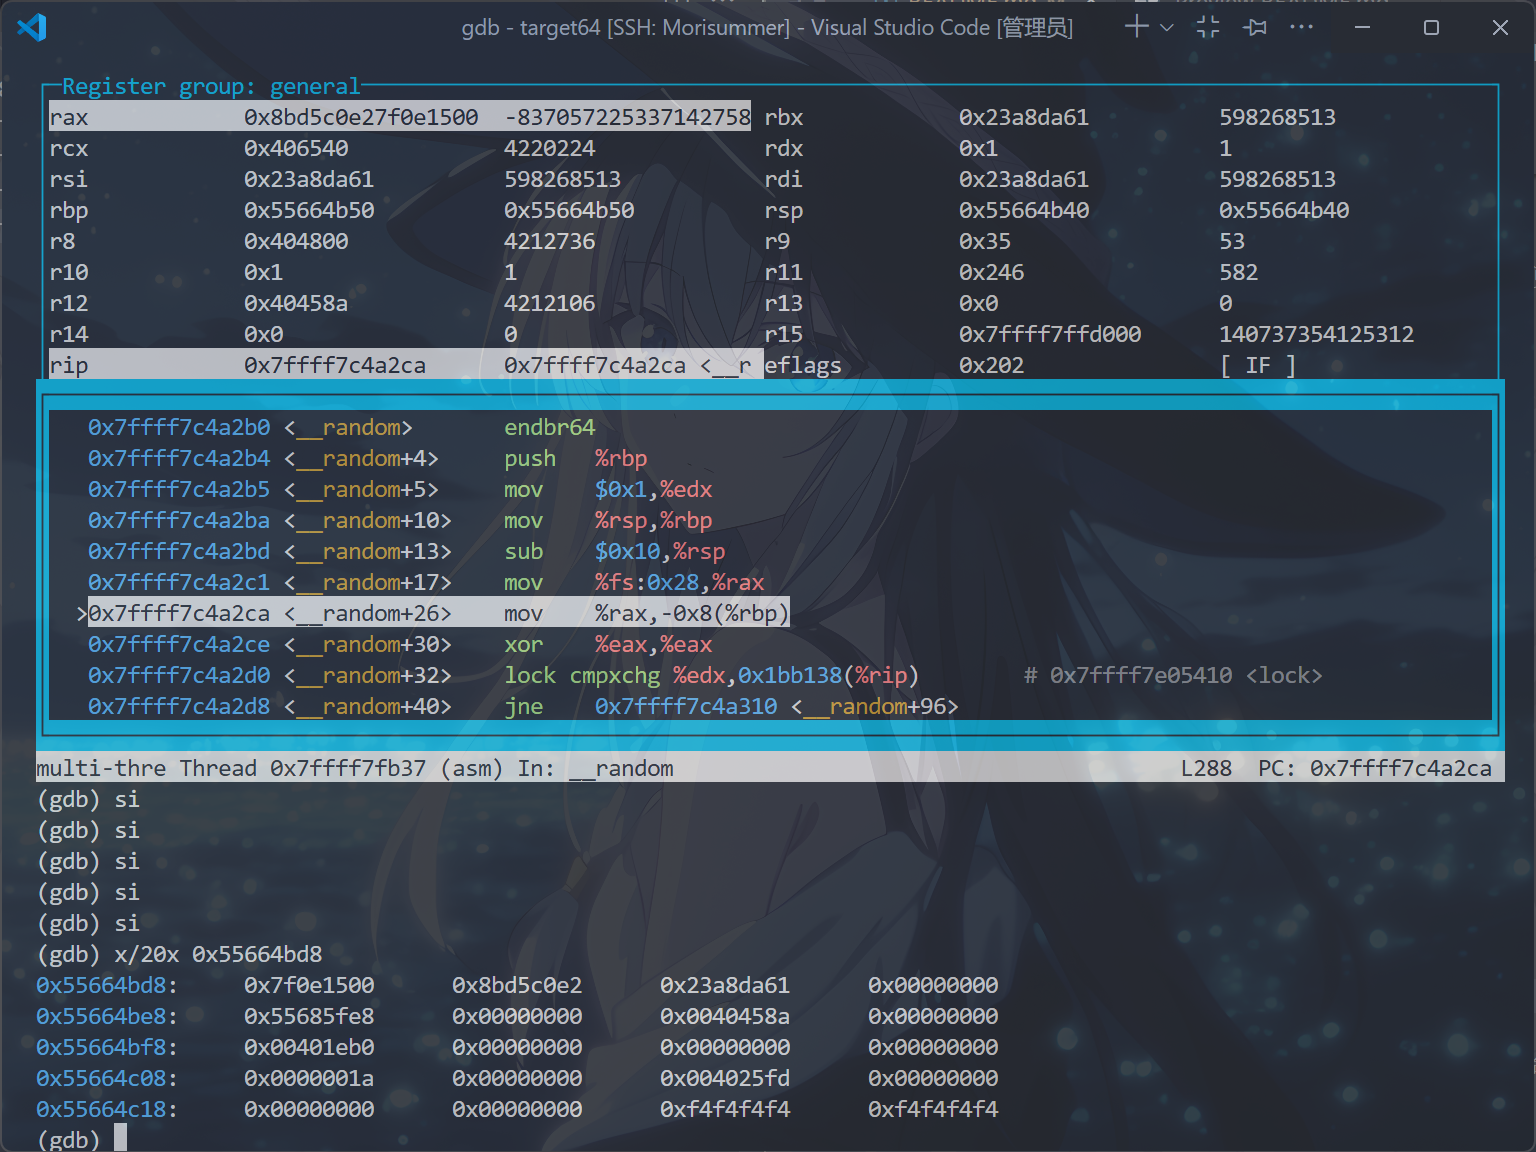 gdb - target64 [SSH: Morisummer] - Visual Studio Code [管理员]
Register group: general
rax 0x8bd5c0e27f0e1500 -837057225337142758 rbx 0x23a8da61 598268513
rcx 0x406540 4220224 rdx 0x1 1
rsi 0x23a8da61 598268513 rdi 0x23a8da61 598268513
rbp 0x55664b50 0x55664b50 rsp 0x55664b40 0x55664b40
r8 0x404800 4212736 r9 0x35 53
r10 0x1 1 r11 0x246 582
r12 0x40458a 4212106 r13 0x0 0
r14 0x0 0 r15 0x7ffff7ffd000 140737354125312
rip 0x7ffff7c4a2ca 0x7ffff7c4a2ca <__r eflags 0x202 [ IF ]
0x7ffff7c4a2b0 <__random> endbr64
0x7ffff7c4a2b4 <__random+4> push %rbp
0x7ffff7c4a2b5 <__random+5> mov $0x1,%edx
0x7ffff7c4a2ba <__random+10> mov %rsp,%rbp
0x7ffff7c4a2bd <__random+13> sub $0x10,%rsp
0x7ffff7c4a2c1 <__random+17> mov %fs:0x28,%rax
>0x7ffff7c4a2ca <__random+26> mov %rax,-0x8(%rbp)
0x7ffff7c4a2ce <__random+30> xor %eax,%eax
0x7ffff7c4a2d0 <__random+32> lock cmpxchg %edx,0x1bb138(%rip) # 0x7ffff7e05410 <lock>
0x7ffff7c4a2d8 <__random+40> jne 0x7ffff7c4a310 <__random+96>
multi-thre Thread 0x7ffff7fb37 (asm) In: __random L288 PC: 0x7ffff7c4a2ca
(gdb) si
(gdb) si
(gdb) si
(gdb) si
(gdb) si
(gdb) x/20x 0x55664bd8
0x55664bd8: 0x7f0e1500 0x8bd5c0e2 0x23a8da61 0x00000000
0x55664be8: 0x55685fe8 0x00000000 0x0040458a 0x00000000
0x55664bf8: 0x00401eb0 0x00000000 0x00000000 0x00000000
0x55664c08: 0x0000001a 0x00000000 0x004025fd 0x00000000
0x55664c18: 0x00000000 0x00000000 0xf4f4f4f4 0xf4f4f4f4
(gdb)